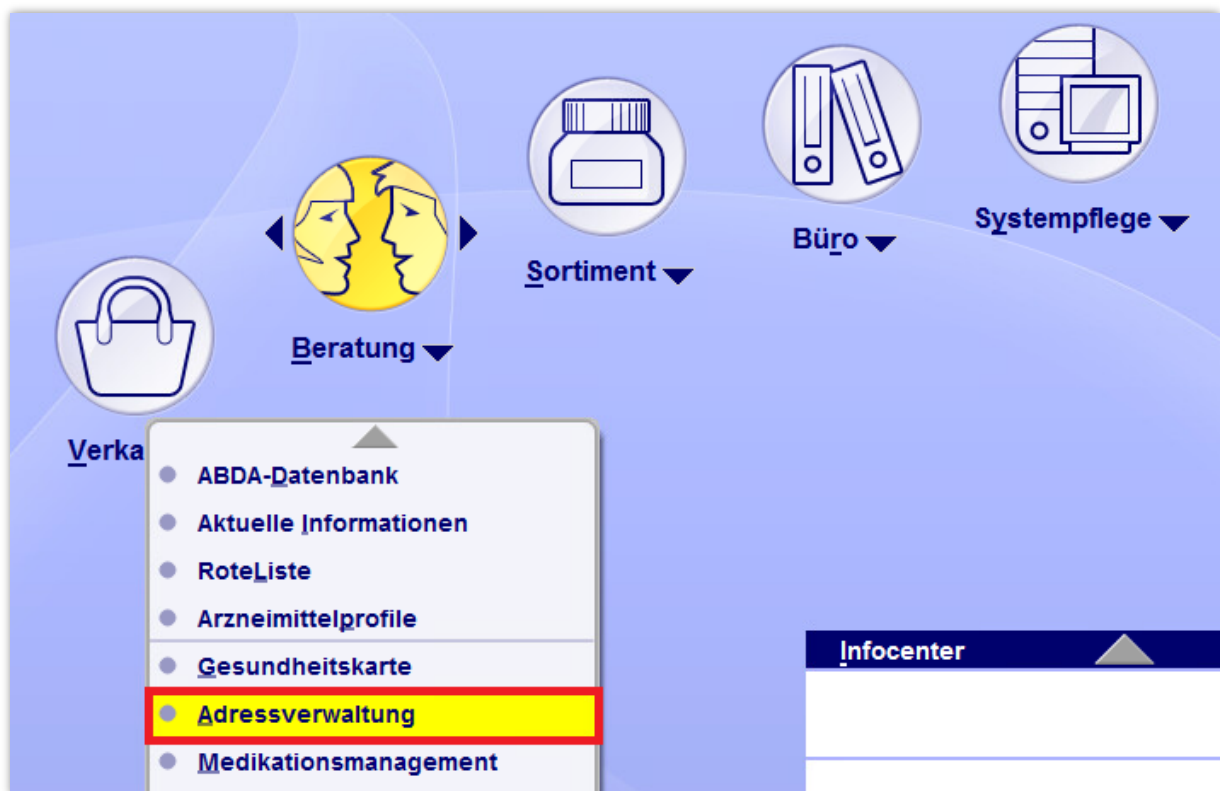 Systempflege
Büro
Sortiment
Beratung
Verka
ABDA-Datenbank
Aktuelle Informationen
RoteListe
Arzneimittelprofile
Gesundheitskarte
Adressverwaltung
Medikationsmanagement
Infocenter